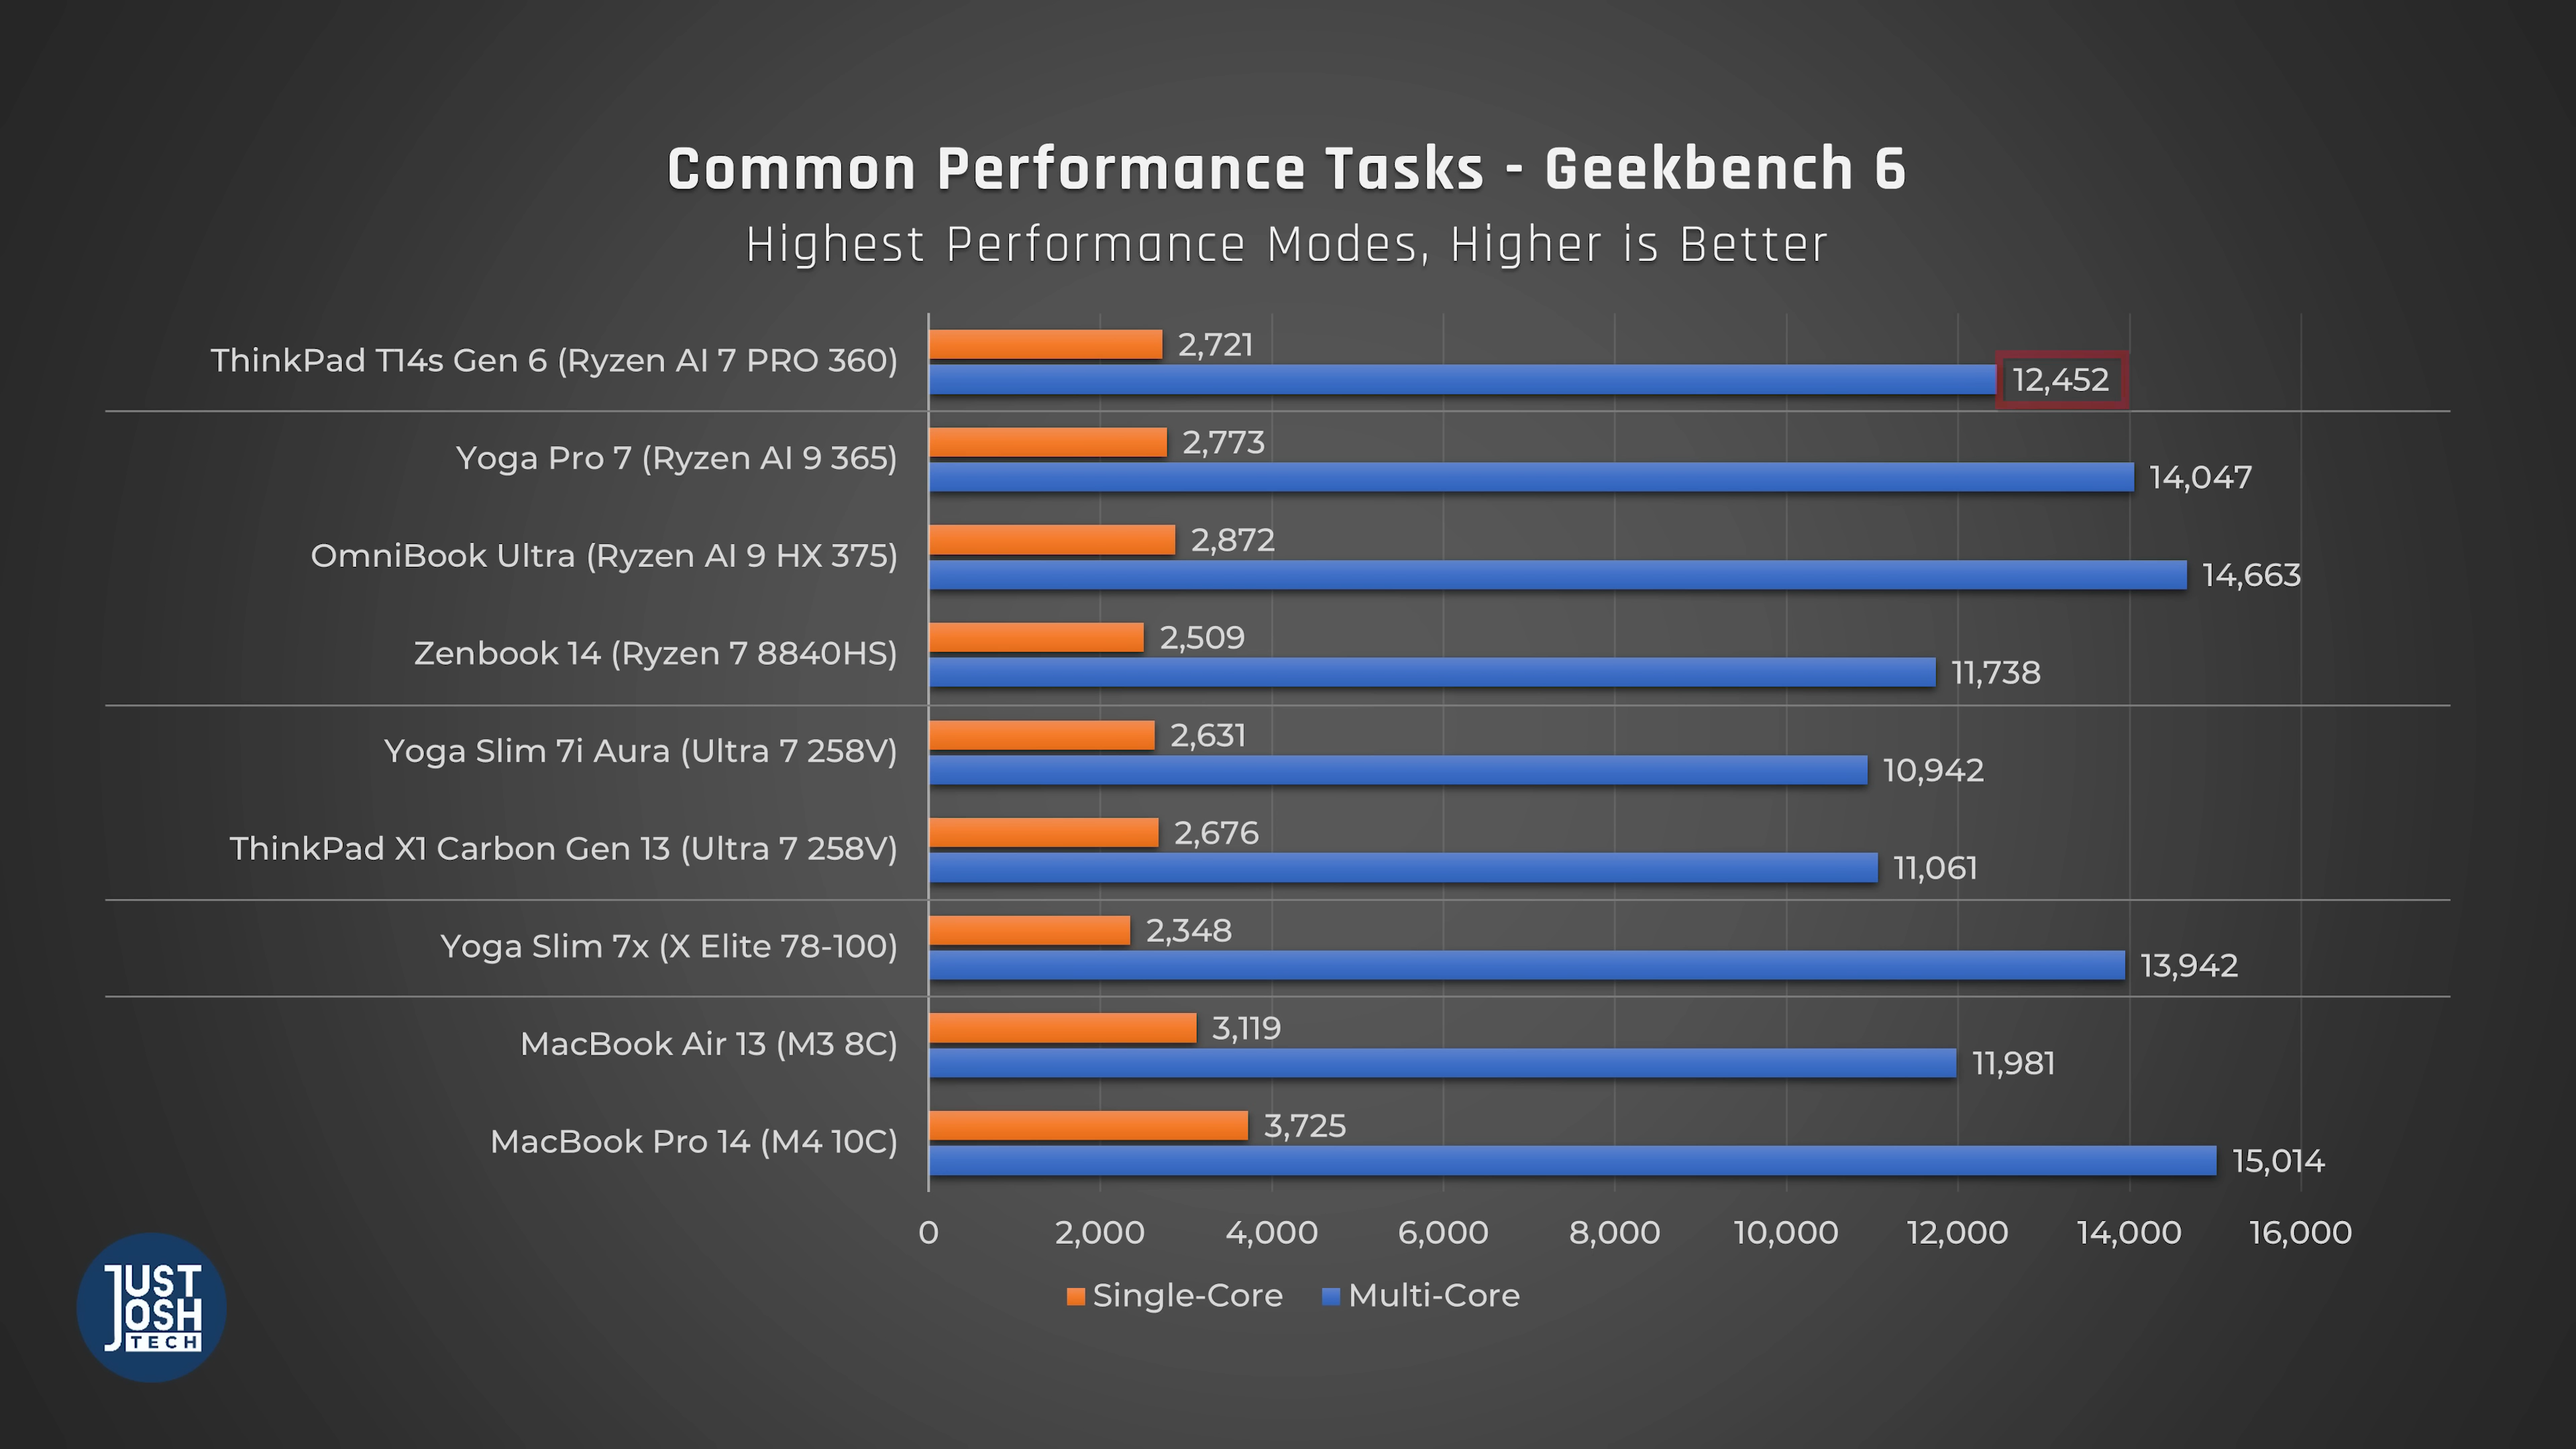 Common Performance Tasks - Geekbench 6
Highest Performance Modes, Higher is Better
ThinkPad T14s Gen 6 (Ryzen AI 7 PRO 360)
2,721
12,452
Yoga Pro 7 (Ryzen AI 9 365)
2,773
14,047
OmniBook Ultra (Ryzen AI 9 HX 375)
2,872
14,663
Zenbook 14 (Ryzen 7 8840HS)
2,509
11,738
Yoga Slim 7i Aura (Ultra 7 258V)
2,631
10,942
ThinkPad X1 Carbon Gen 13 (Ultra 7 258V)
2,676
11,061
Yoga Slim 7x (X Elite 78-100)
2,348
13,942
MacBook Air 13 (M3 8C)
3,119
11,981
MacBook Pro 14 (M4 10C)
3,725
15,014
0 2,000 4,000 6,000 8,000 10,000 12,000 14,000 16,000
Single-Core Multi-Core
JUST
JOSH
TECH